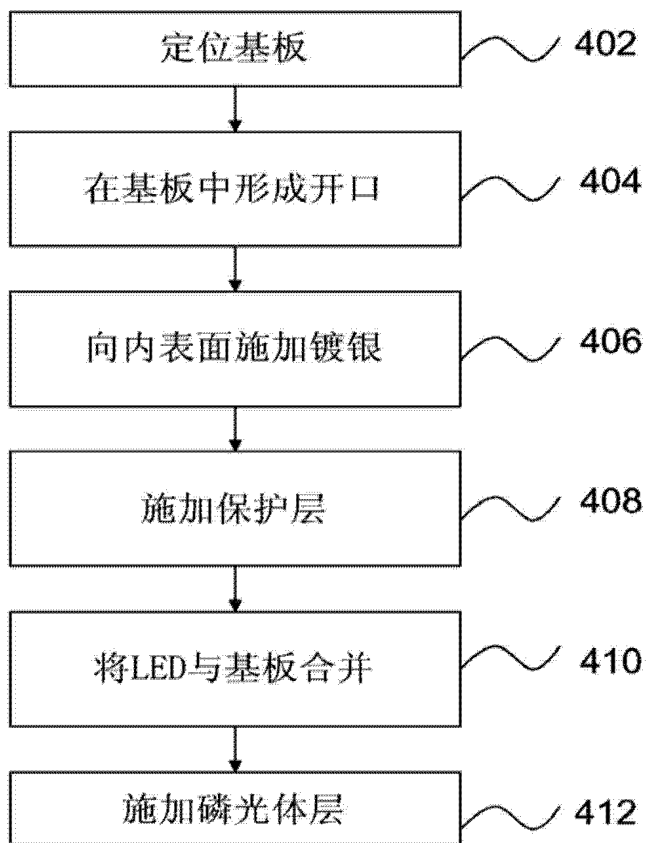 定位基板
402
在基板中形成开口
404
向内表面施加镀银
406
施加保护层
408
将LED与基板合并
410
施加磷光体层
412